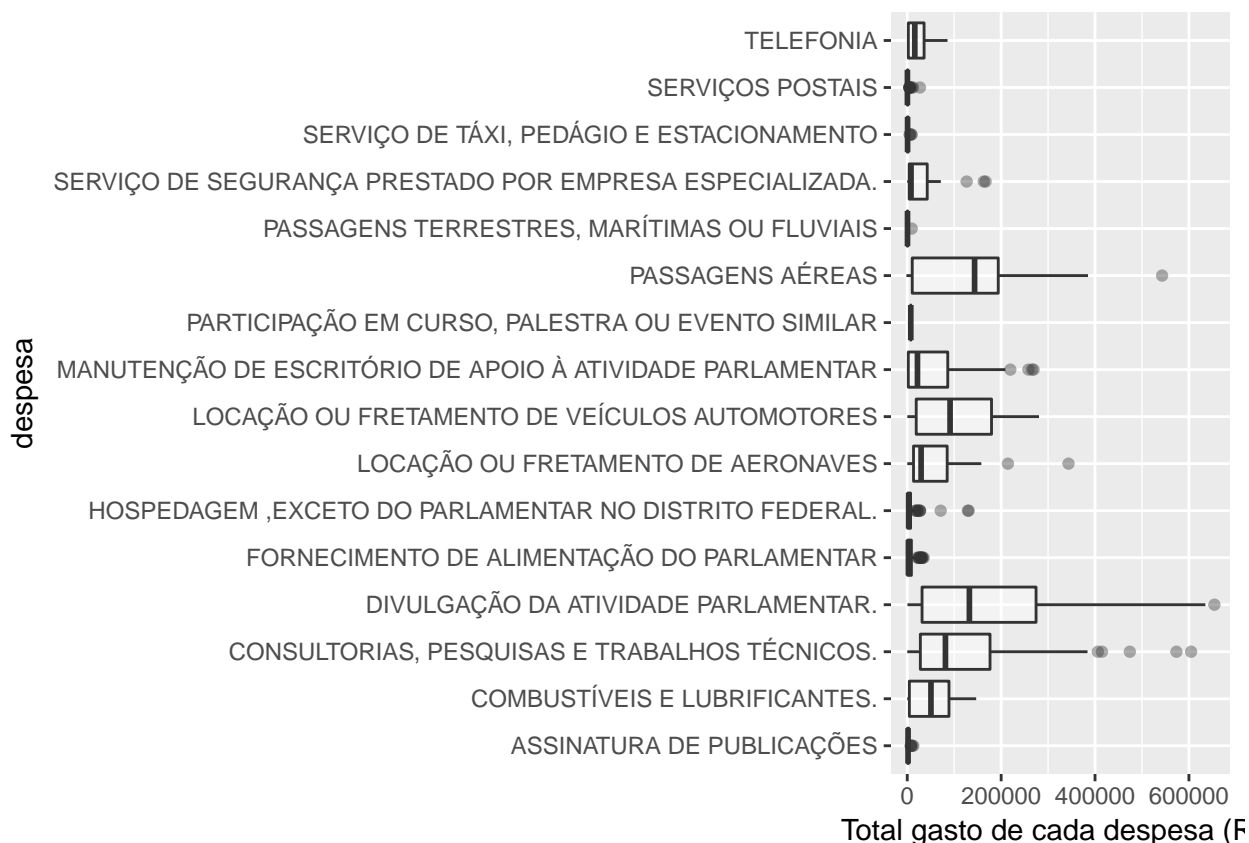 TELEFONIA
SERVIÇOS POSTAIS
SERVIÇO DE TÁXI, PEDÁGIO E ESTACIONAMENTO
SERVIÇO DE SEGURANÇA PRESTADO POR EMPRESA ESPECIALIZADA.
PASSAGENS TERRESTRES, MARÍTIMAS OU FLUVIAIS
PASSAGENS AÉREAS
PARTICIPAÇÃO EM CURSO, PALESTRA OU EVENTO SIMILAR
MANUTENÇÃO DE ESCRITÓRIO DE APOIO À ATIVIDADE PARLAMENTAR
LOCAÇÃO OU FRETAMENTO DE VEÍCULOS AUTOMOTORES
LOCAÇÃO OU FRETAMENTO DE AERONAVES
HOSPEDAGEM ,EXCETO DO PARLAMENTAR NO DISTRITO FEDERAL.
FORNECIMENTO DE ALIMENTAÇÃO DO PARLAMENTAR
DIVULGAÇÃO DA ATIVIDADE PARLAMENTAR.
CONSULTORIAS, PESQUISAS E TRABALHOS TÉCNICOS.
COMBUSTÍVEIS E LUBRIFICANTES.
ASSINATURA DE PUBLICAÇÕES
despesa
0 200000 400000 600000
Total gasto de cada despesa (R